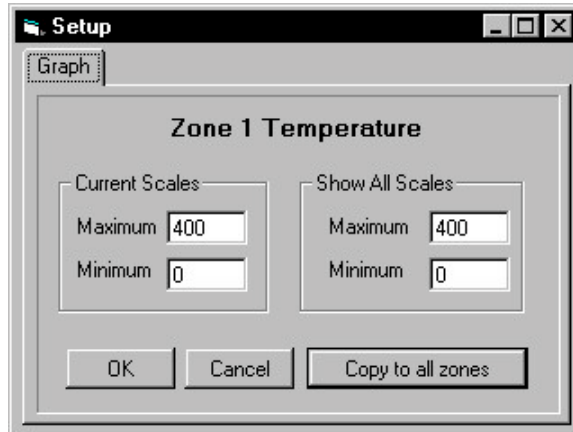 Setup
Graph
Zone 1 Temperature
Current Scales
Maximum 400
Minimum 0
Show All Scales
Maximum 400
Minimum 0
OK Cancel Copy to all zones